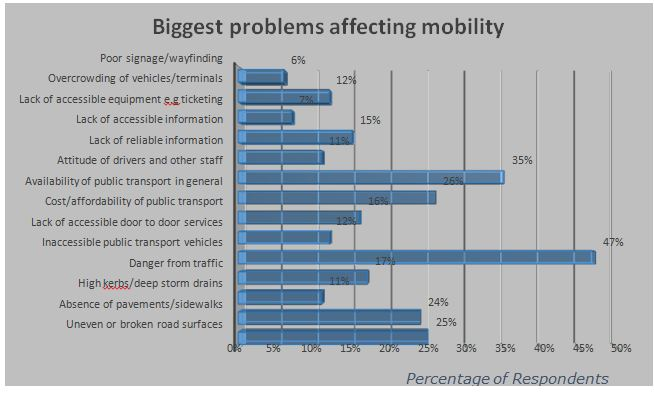 Biggest problems affecting mobility
Poor signage/wayfinding
6%
Overcrowding of vehicles/terminals
12%
Lack of accessible equipment e.g ticketing
7%
Lack of accessible information
15%
Lack of reliable information
11%
Attitude of drivers and other staff
35%
Availability of public transport in general
26%
Cost/affordability of public transport
16%
Lack of accessible door to door services
12%
Inaccessible public transport vehicles
47%
Danger from traffic
17%
High kerbs/deep storm drains
11%
Absence of pavements/sidewalks
24%
Uneven or broken road surfaces
25%
0% 5% 10% 15% 20% 25% 30% 35% 40% 45% 50%
Percentage of Respondents